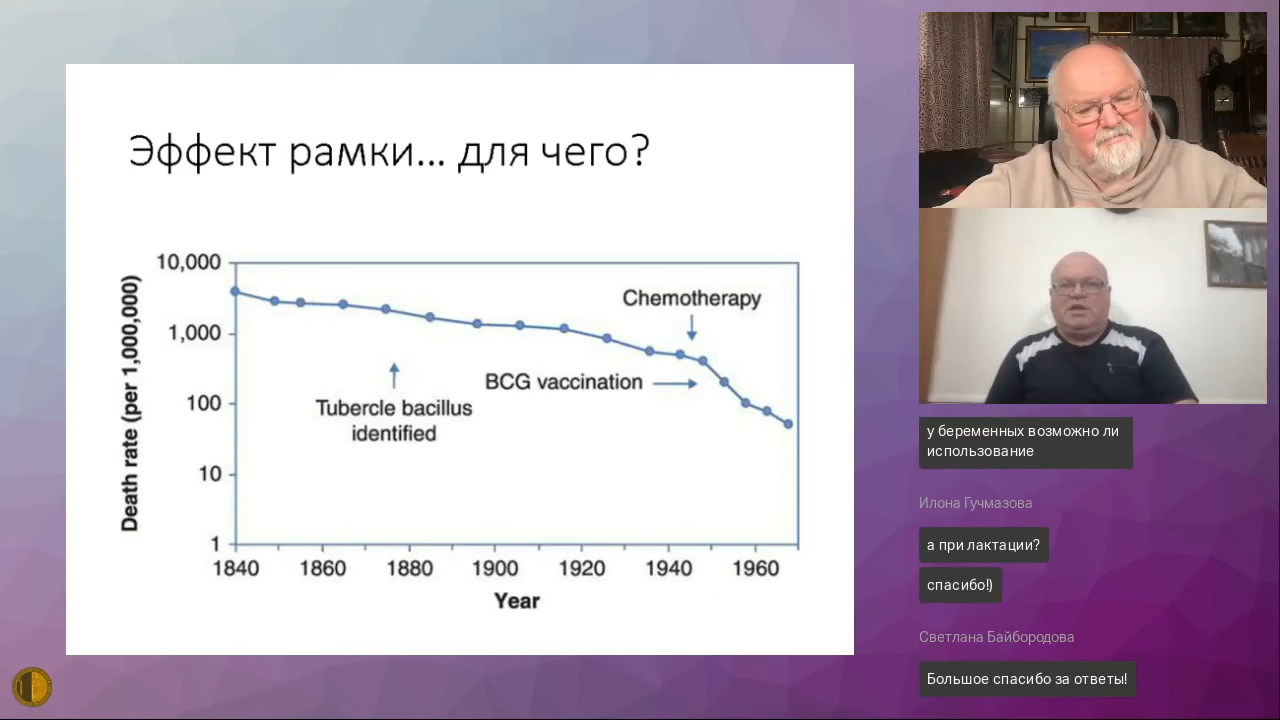 Эффект рамки... для чего?
10,000
1,000
100
10
1
Death rate (per 1,000,000)
Chemotherapy
BCG vaccination
Tubercle bacillus
identified
1840 1860 1880 1900 1920 1940 1960
Year
у беременных возможно ли
использование
Илона Гучмазова
а при лактации?
спасибо!)
Светлана Байбородова
Большое спасибо за ответы!